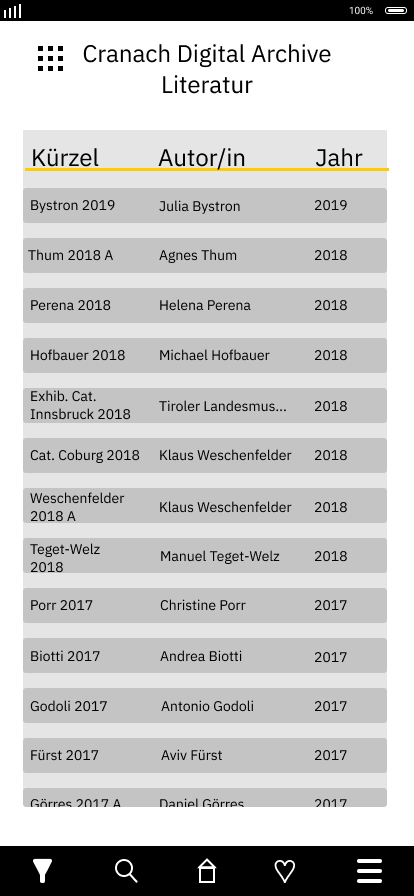 100%
Cranach Digital Archive
Literatur
Kürzel Autor/in Jahr
Bystron 2019 Julia Bystron 2019
Thum 2018 A Agnes Thum 2018
Perena 2018 Helena Perena 2018
Hofbauer 2018 Michael Hofbauer 2018
Exhib. Cat.
Innsbruck 2018 Tiroler Landesmus... 2018
Cat. Coburg 2018 Klaus Weschenfelder 2018
Weschenfelder
2018 A Klaus Weschenfelder 2018
Teget-Welz
2018 Manuel Teget-Welz 2018
Porr 2017 Christine Porr 2017
Biotti 2017 Andrea Biotti 2017
Godoli 2017 Antonio Godoli 2017
Fürst 2017 Aviv Fürst 2017
Görres 2017 A Daniel Görres 2017